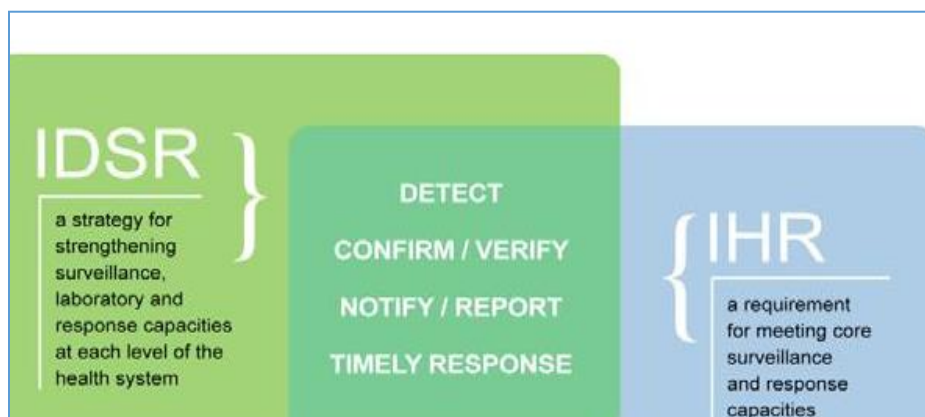 IDSR
a strategy for
strengthening
surveillance,
laboratory and
response capacities
at each level of the
health system
DETECT
CONFIRM / VERIFY
NOTIFY / REPORT
TIMELY RESPONSE
IHR
a requirement
for meeting core
surveillance
and response
capacities